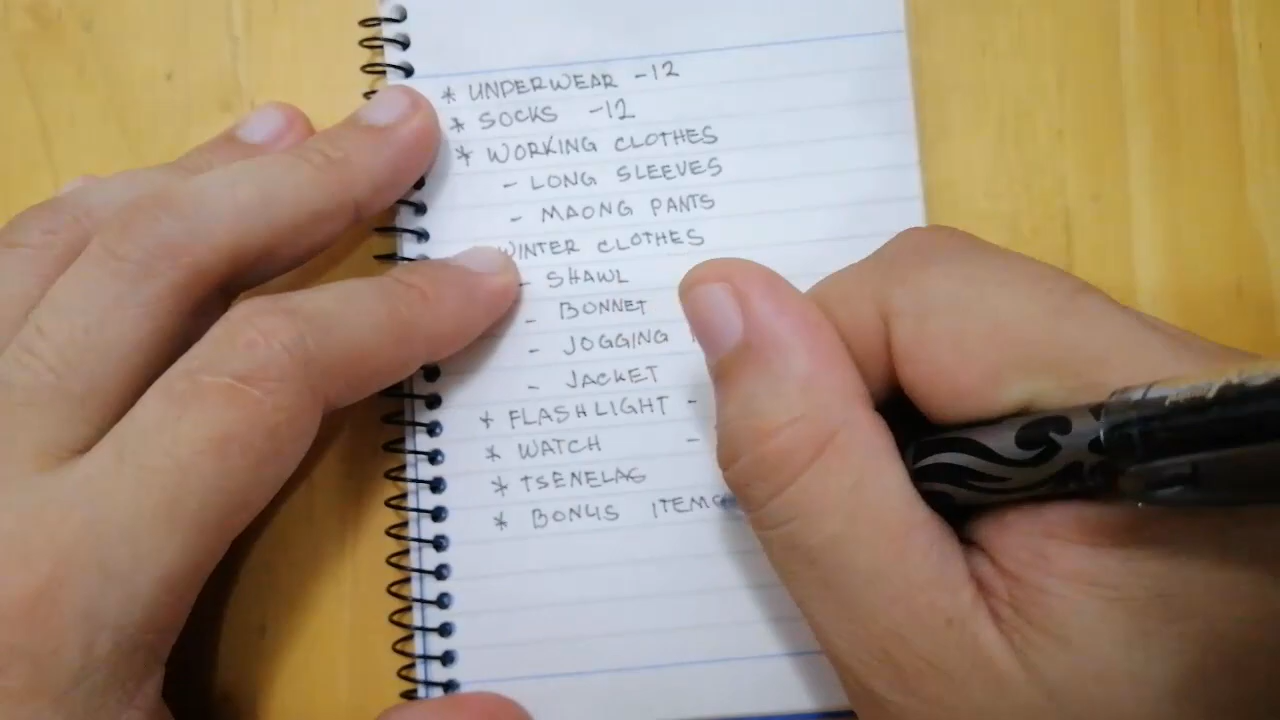 * UNDERWEAR -12
* SOCKS -12
* WORKING CLOTHES
- LONG SLEEVES
- MAONG PANTS
WINTER CLOTHES
- SHAWL
- BONNET
- JOGGING
- JACKET
* FLASHLIGHT -
* WATCH -
* TSENELAS
* BONUS ITEMS